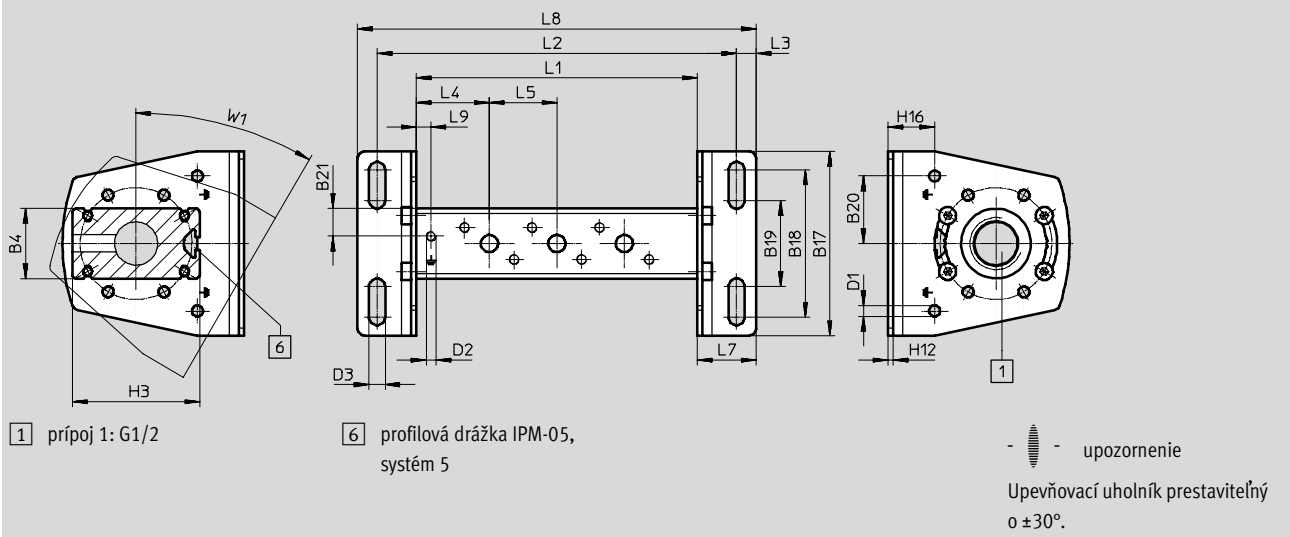 L8
L2
L3
L1
L4
L5
L9
W1
H16
B21
B20
B4
B19
B18
B17
D1
6
L7
H12
D2
1
D3
H3
1 prípoj 1: G1/2
6 profilová drážka IPM-05,
systém 5
- - upozornenie
Upevňovací uholník prestaviteľný
o ±30°.